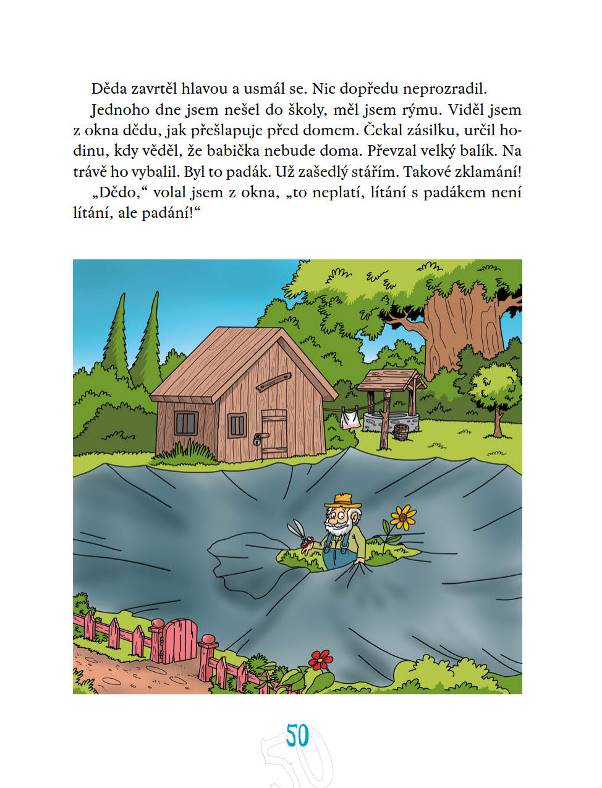 Děda zavrtěl hlavou a usmál se. Nic dopředu neprozradil.
Jednoho dne jsem nešel do školy, měl jsem rýmu. Viděl jsem
z okna dědu, jak přešlapuje před domem. Čekal zásilku, určil ho-
dinu, kdy věděl, že babička nebude doma. Převzal velký balík. Na
trávě ho vybalil. Byl to padák. Už zašedlý stářím. Takové zklamání!
„Dědo,“ volal jsem z okna, „to neplatí, lítání s padákem není
lítání, ale padání!“
50
50